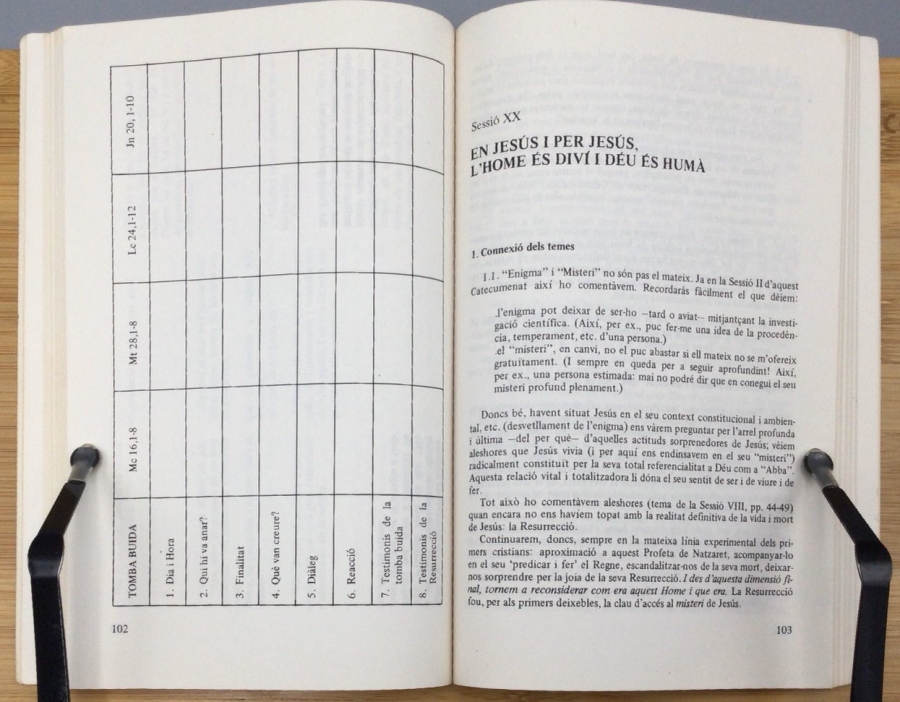 TOMBA BUIDA
Mc 16,1-8
Mt 28,1-8
Lc 24,1-12
Jn 20, 1-10
1. Dia i Hora
2. Qui hi va anar?
3. Finalitat
4. Què van creure?
5. Diàleg
6. Reacció
7. Testimonis de la
tomba buida
8. Testimonis de la
Resurrecció
102
Sessió XX
EN JESÚS I PER JESÚS,
L'HOME ÉS DIVÍ I DÉU ÉS HUMÀ
1. Connexió dels temes
1.1. “Enigma” i “Misteri” no són pas el mateix. Ja en la Sessió II d'aquest
Catecumenat així ho comentàvem. Recordaràs fàcilment el que dèiem:
.l'enigma pot deixar de ser-ho —tard o aviat— mitjantçant la investi-
gació científica. (Així, per ex., puc fer-me una idea de la procedèn-
cia, temperament, etc. d'una persona.)
.el “misteri”, en canvi, no el puc abastar si ell mateix no se m'ofereix
gratuïtament. (I sempre en queda per a seguir aprofundint! Així,
per ex., una persona estimada: mai no podré dir que en conegui el seu
misteri profund plenament.)
Doncs bé, havent situat Jesús en el seu context constitucional i ambien-
tal, etc. (desvetllament de l'enigma) ens vàrem preguntar per l'arrel profunda
i última —del per què— d'aquelles actituds sorprenedores de Jesús; vèiem
aleshores que Jesús vivia (i per aquí ens endinsàvem en el seu “misteri”)
radicalment constituït per la seva total referencialitat a Déu com a “Abba”.
Aquesta relació vital i totalitzadora li dóna el seu sentit de ser i de viure i de
fer.
Tot això ho comentàvem aleshores (tema de la Sessió VIII, pp. 44-49)
quan encara no ens havíem topat amb la realitat definitiva de la vida i mort
de Jesús: la Resurrecció.
Continuarem, doncs, sempre en la mateixa línia experimental dels pri-
mers cristians: aproximació a aquest Profeta de Natzaret, acompanyar-lo
en el seu ‘predicar i fer’ el Regne, escandalitzar-nos de la seva mort, deixar-
nos sorprendre per la joia de la seva Resurrecció. I des d'aquesta dimensió fi-
nal, tornem a reconsiderar com era aquest Home i que era. La Resurrecció
fou, per als primers deixebles, la clau d'accés al misteri de Jesús.
103